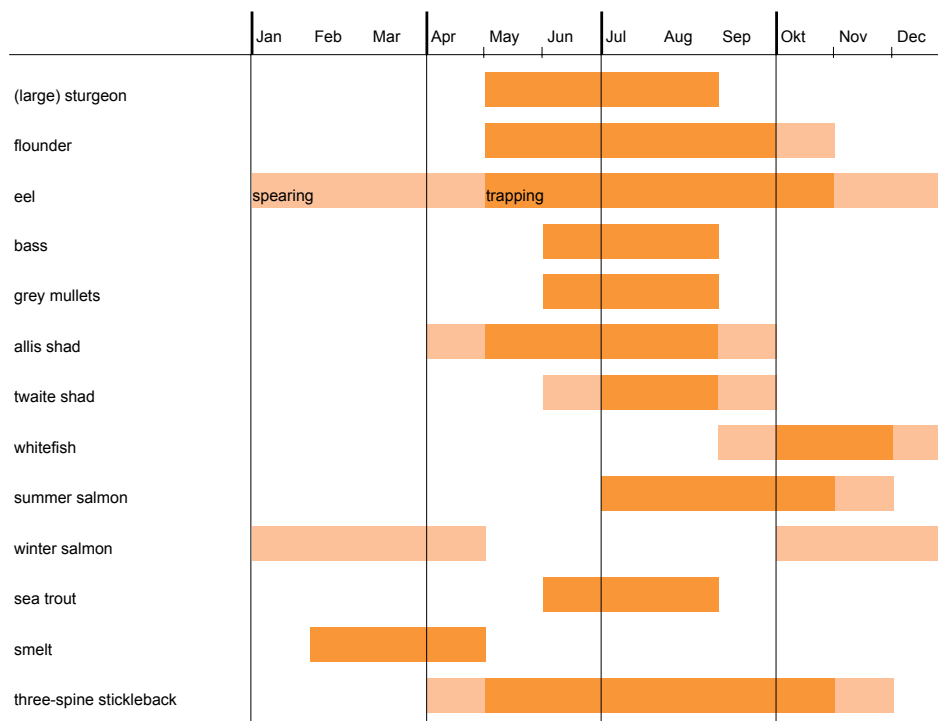 Jan Feb Mar Apr May Jun Jul Aug Sep Okt Nov Dec
(large) sturgeon
flounder
eel spearing trapping
bass
grey mullets
allis shad
twaite shad
whitefish
summer salmon
winter salmon
sea trout
smelt
three-spine stickleback